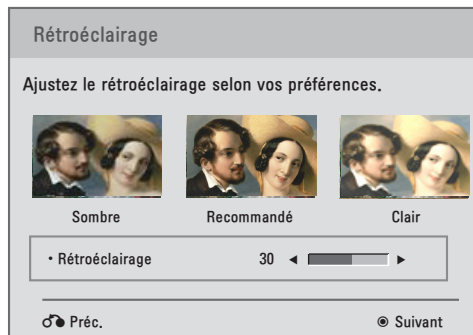 Rétroéclairage
Ajustez le rétroéclairage selon vos préférences.
Sombre Recommandé Clair
• Rétroéclairage 30 ◄ ►
Préc. ◉ Suivant